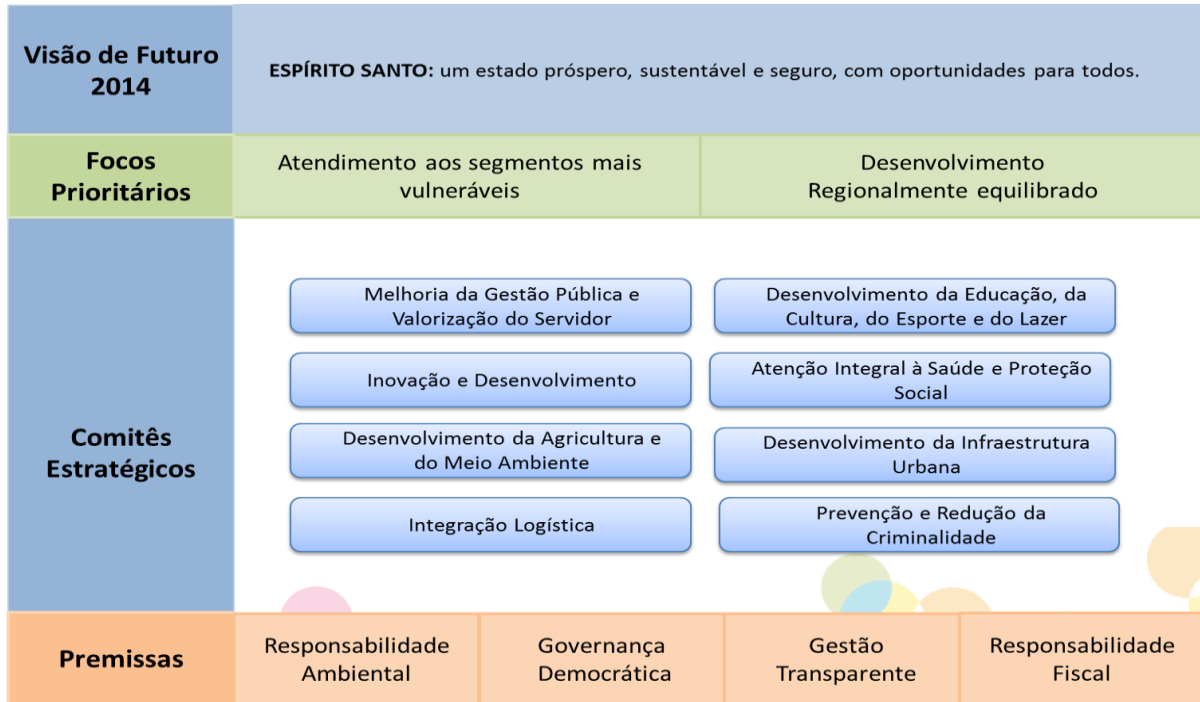 Visão de Futuro
2014
ESPÍRITO SANTO: um estado próspero, sustentável e seguro, com oportunidades para todos.
Focos
Prioritários
Atendimento aos segmentos mais
vulneráveis
Desenvolvimento
Regionalmente equilibrado
Comitês
Estratégicos
Melhoria da Gestão Pública e
Valorização do Servidor
Desenvolvimento da Educação, da
Cultura, do Esporte e do Lazer
Inovação e Desenvolvimento
Atenção Integral à Saúde e Proteção
Social
Desenvolvimento da Agricultura e
do Meio Ambiente
Desenvolvimento da Infraestrutura
Urbana
Integração Logística
Prevenção e Redução da
Criminalidade
Premissas
Responsabilidade
Ambiental
Governança
Democrática
Gestão
Transparente
Responsabilidade
Fiscal